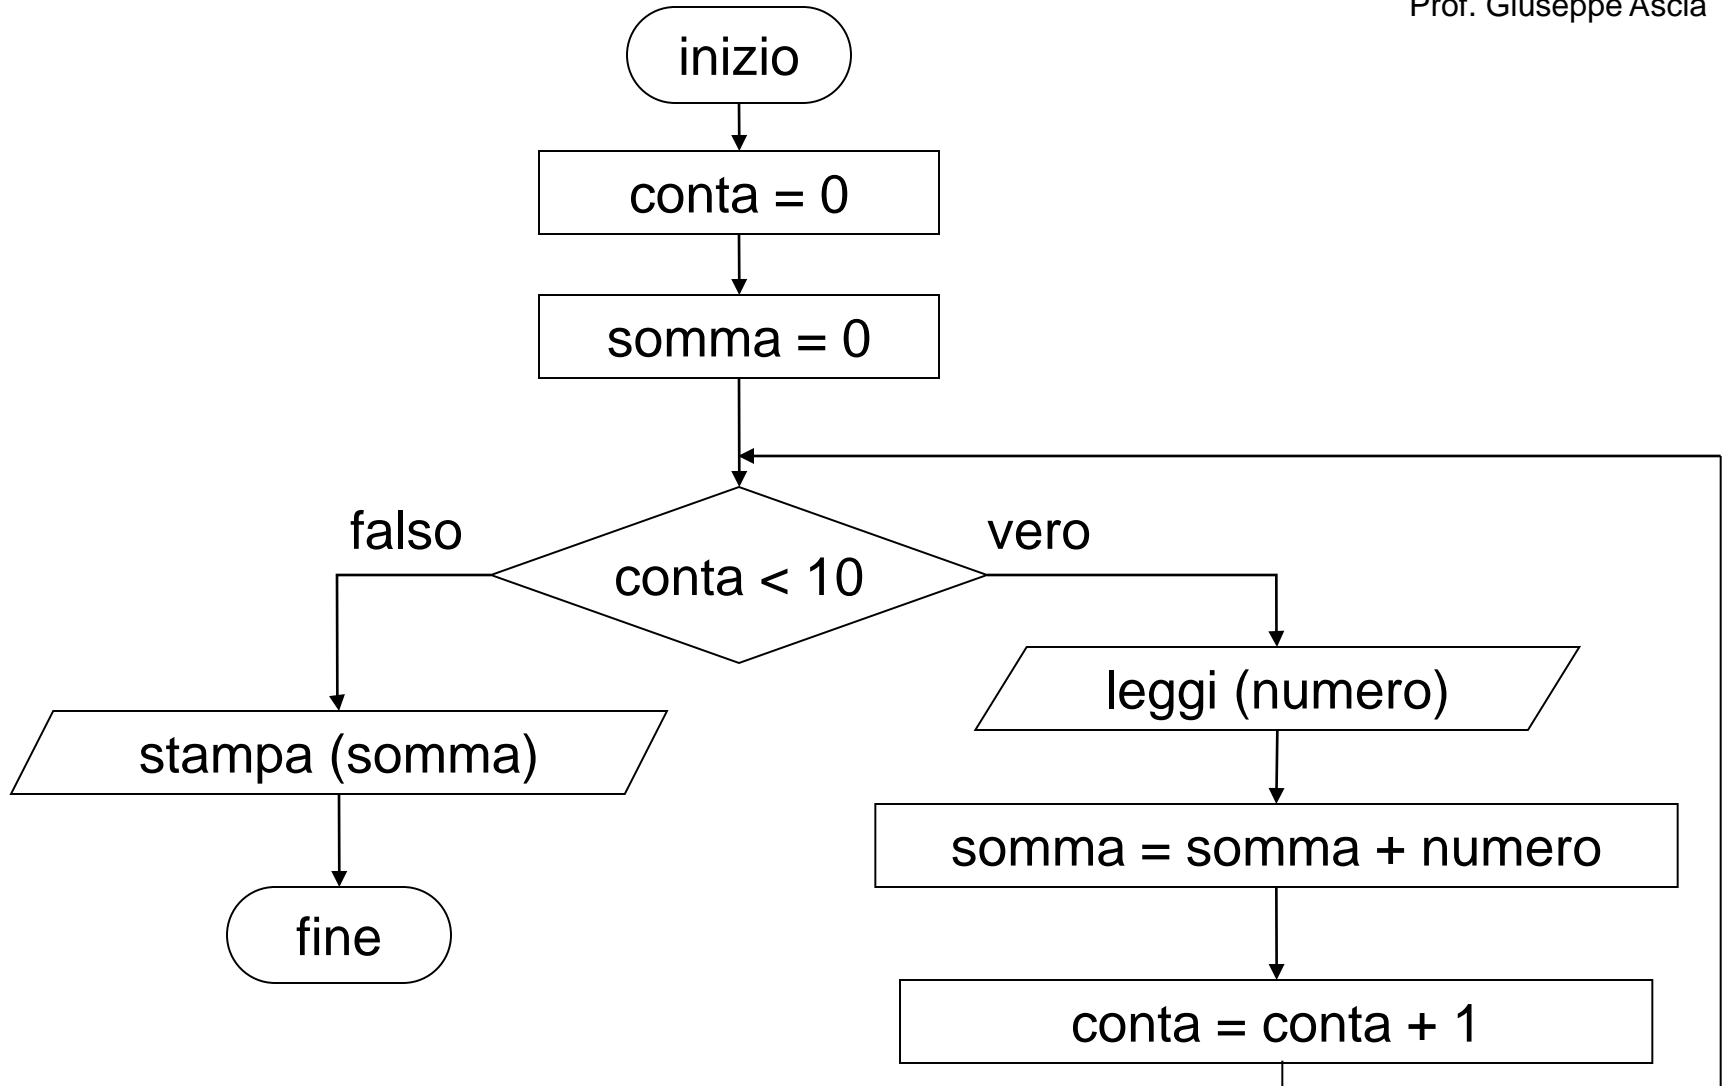 Prof. Giuseppe Ascia
inizio
conta = 0
somma = 0
falso
vero
conta < 10
leggi (numero)
stampa (somma)
somma = somma + numero
fine
conta = conta + 1